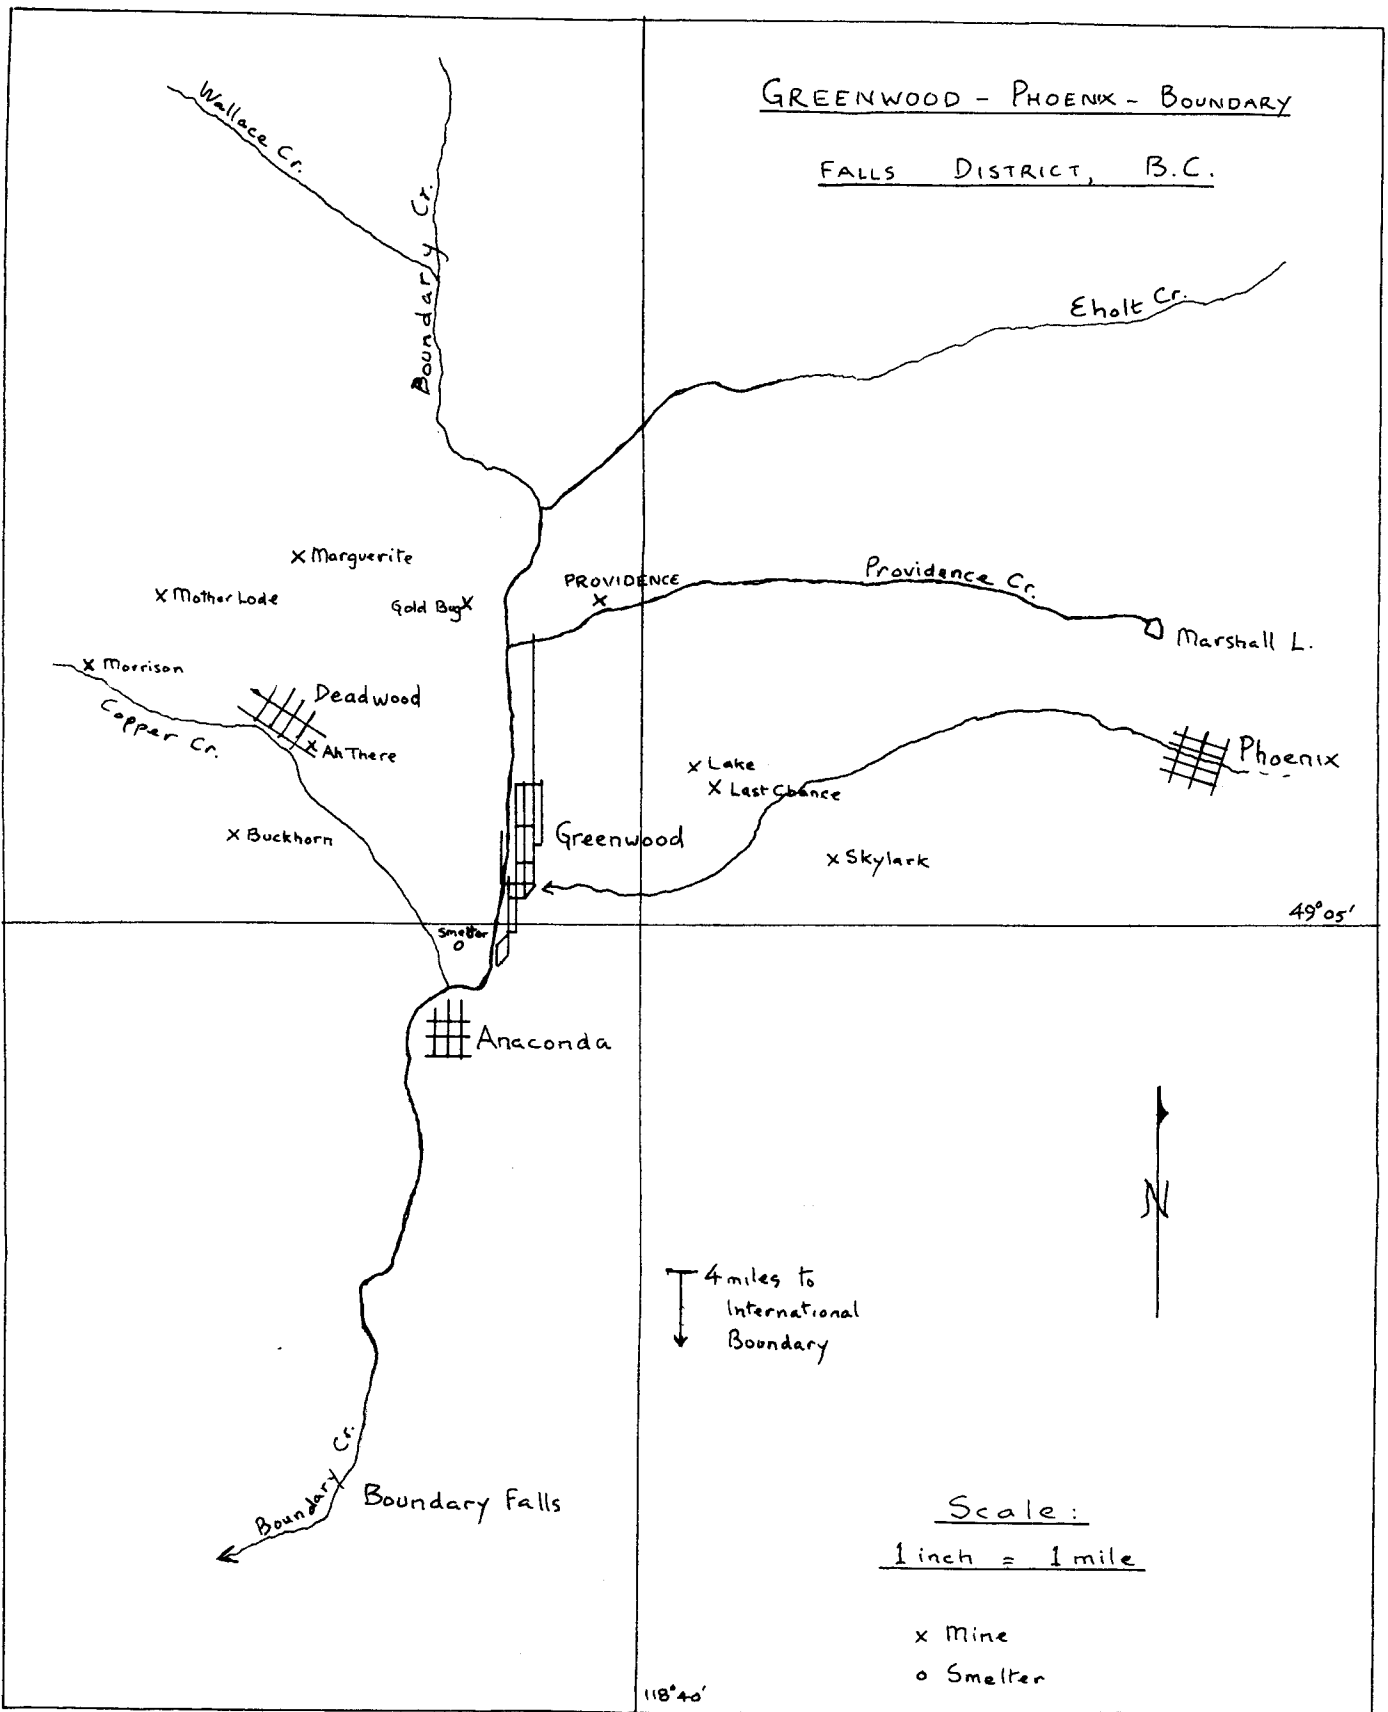 GREENWOOD - PHOENIX - BOUNDARY
FALLS DISTRICT, B.C.
Wallace Cr.
Boundary Cr.
Eholt Cr.
x Marguerite
x Mother Lode
Gold Bug x
PROVIDENCE
x
Providence Cr.
Marshall L.
x Morrison
Deadwood
Copper Cr.
x Ah There
x Lake
x Last Chance
Phoenix
x Buckhorn
Greenwood
x Skylark
49° 05'
Smelter
o
Anaconda
N
4 miles to
International
Boundary
Boundary Cr.
Boundary Falls
Scale:
1 inch = 1 mile
x Mine
o Smelter
118° 40'